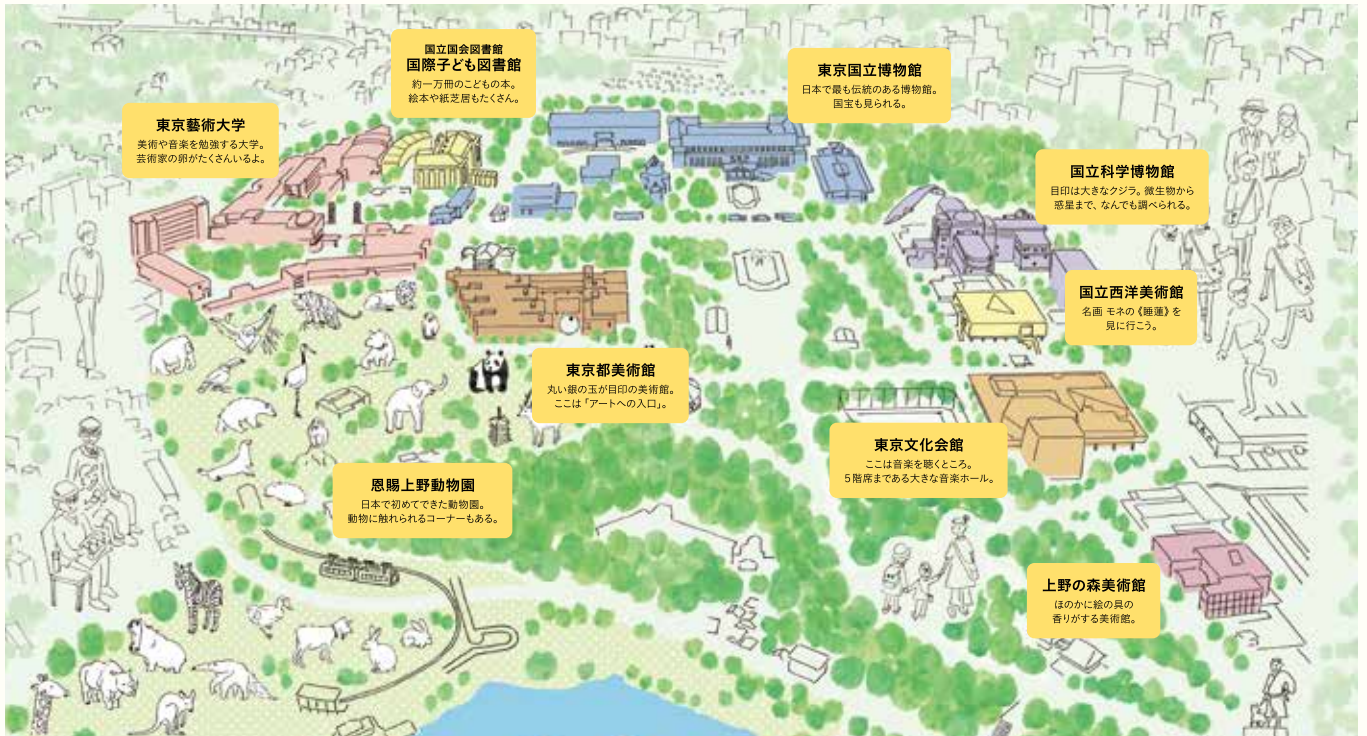 国立国会図書館
国際子ども図書館
約一万冊のこどもの本。
絵本や紙芝居もたくさん。
東京国立博物館
日本で最も伝統のある博物館。
国宝も見られる。
東京藝術大学
美術や音楽を勉強する大学。
芸術家の卵がたくさんいるよ。
国立科学博物館
目印は大きなクジラ。微生物から
惑星まで、なんでも調べられる。
国立西洋美術館
名画 モネの《睡蓮》を
見に行こう。
東京都美術館
丸い銀の玉が目印の美術館。
ここは「アートへの入口」。
東京文化会館
ここは音楽を聴くところ。
5階席まである大きな音楽ホール。
恩賜上野動物園
日本で初めてできた動物園。
動物に触れられるコーナーもある。
上野の森美術館
ほのかに絵の具の
香りがする美術館。